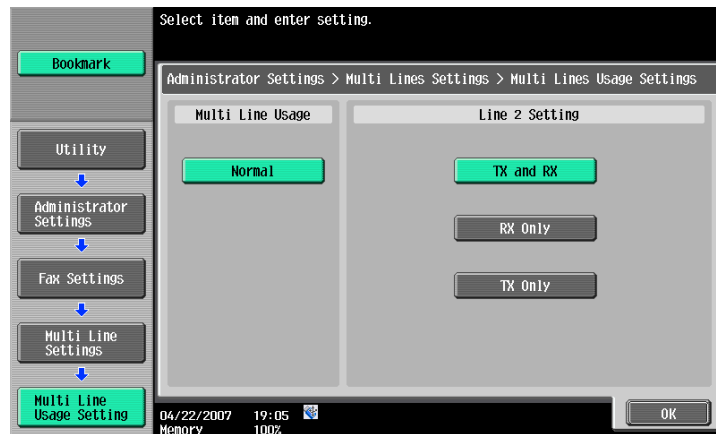 Select item and enter setting.
Bookmark
Administrator Settings > Multi Lines Settings > Multi Lines Usage Settings
Multi Line Usage
Line 2 Setting
Utility
Normal
TX and RX
Administrator
Settings
RX Only
Fax Settings
TX Only
Multi Line
Settings
Multi Line
Usage Setting
04/22/2007 19:05
Memory 100%
OK